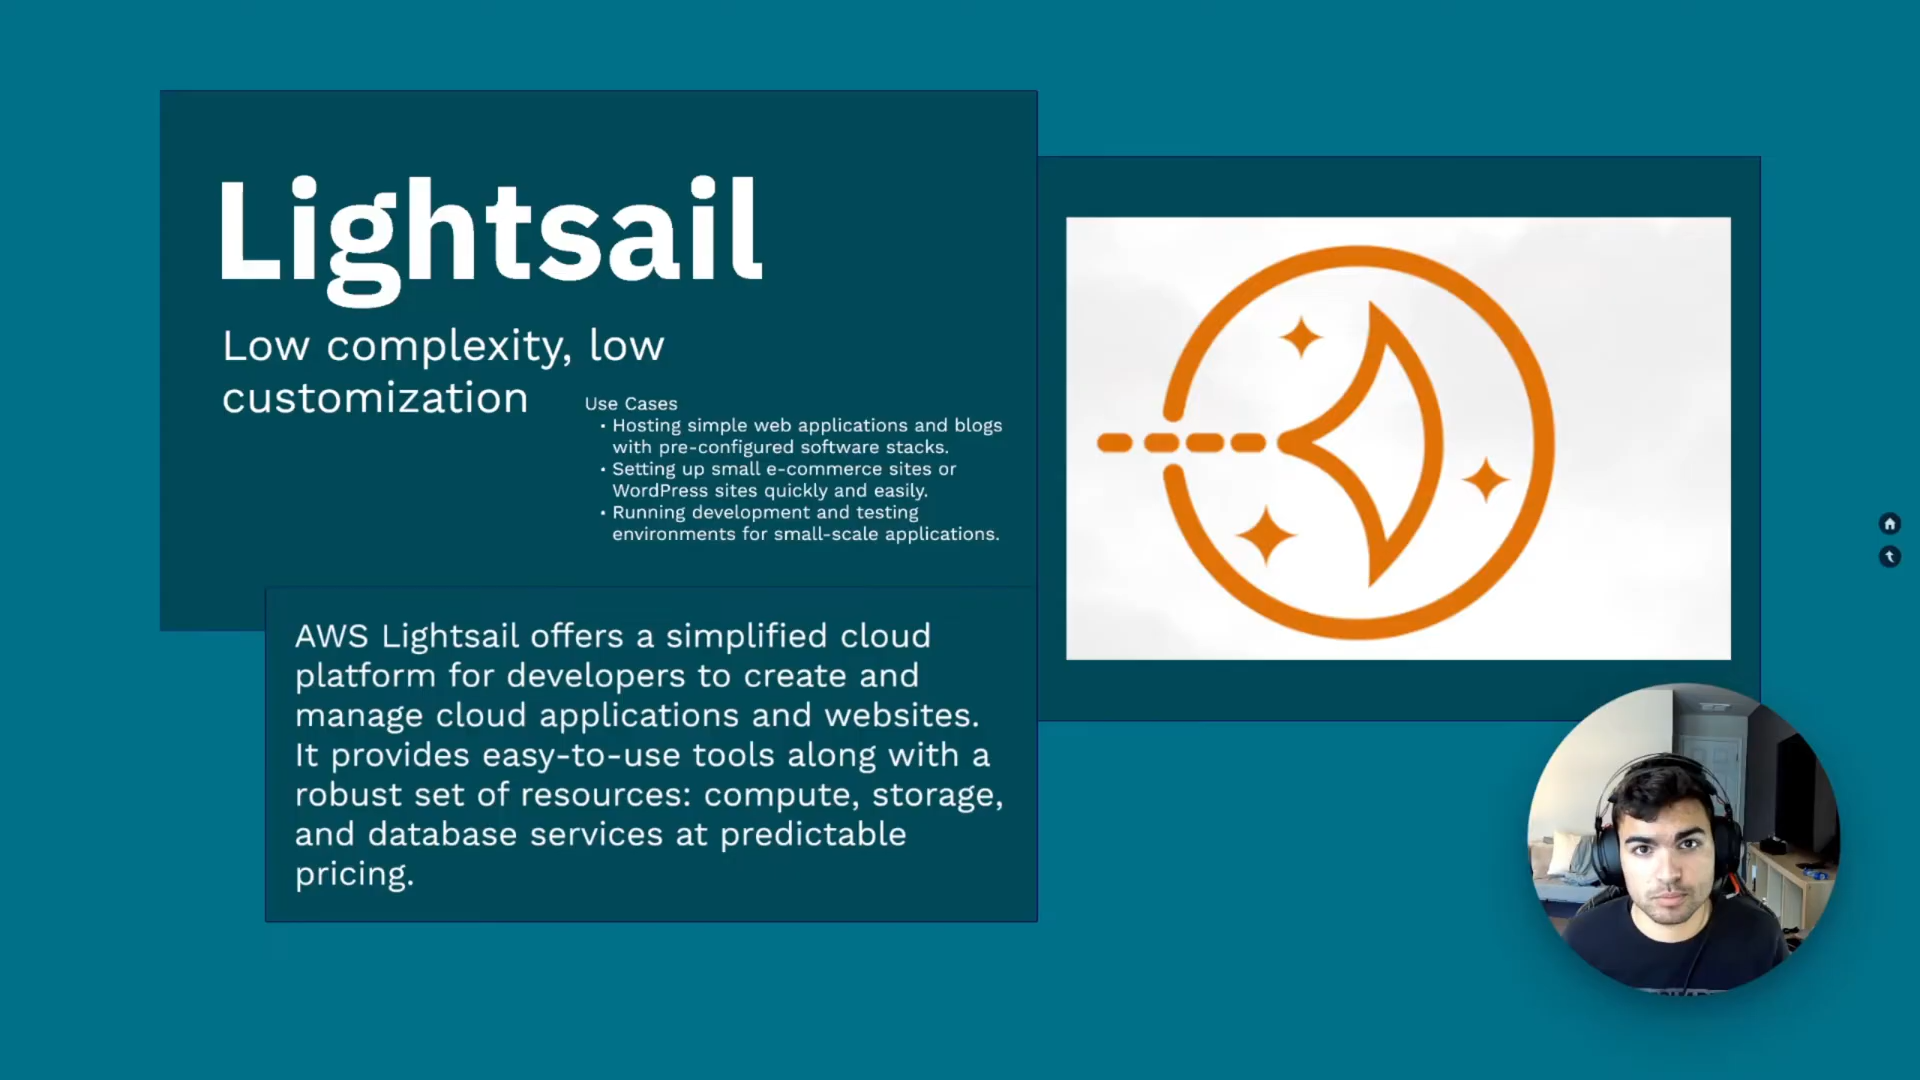 Lightsail
Low complexity, low
customization
Use Cases
• Hosting simple web applications and blogs
with pre-configured software stacks.
• Setting up small e-commerce sites or
WordPress sites quickly and easily.
• Running development and testing
environments for small-scale applications.
AWS Lightsail offers a simplified cloud
platform for developers to create and
manage cloud applications and websites.
It provides easy-to-use tools along with a
robust set of resources: compute, storage,
and database services at predictable
pricing.